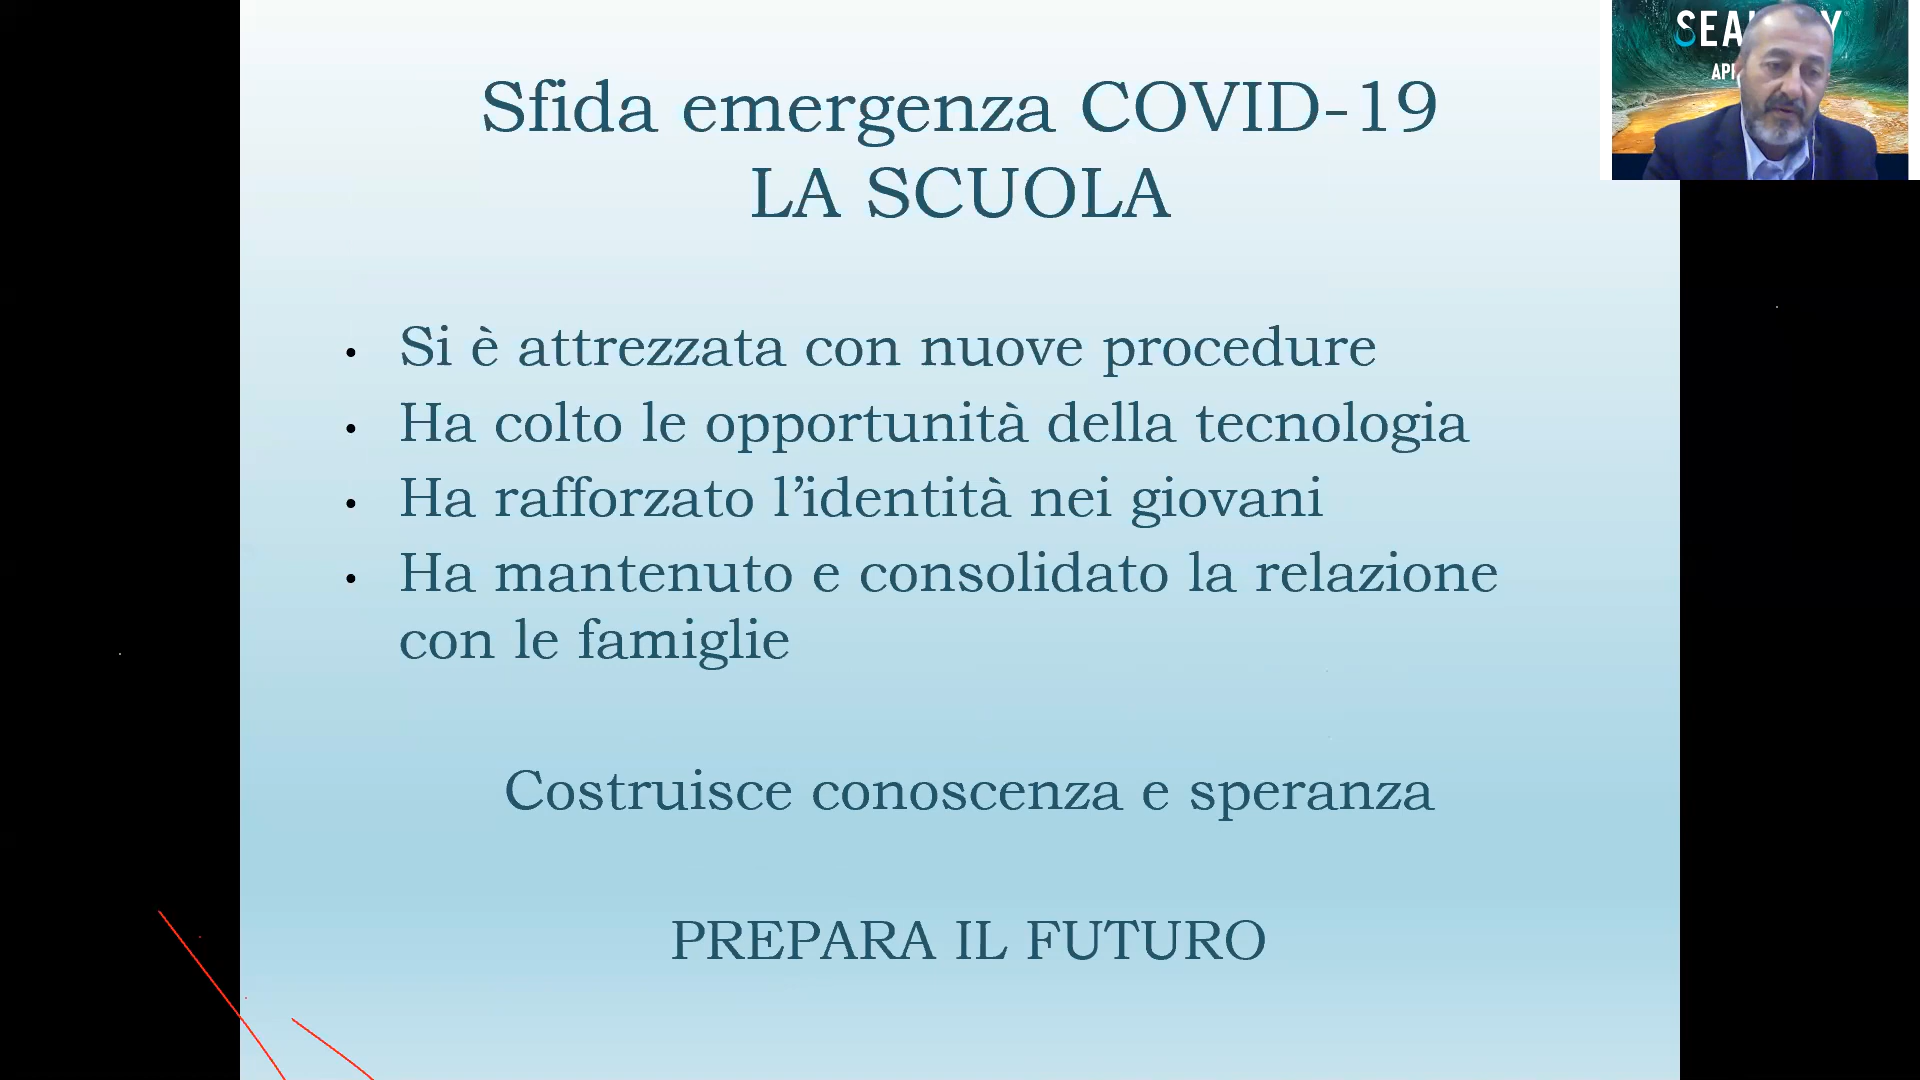 Sfida emergenza COVID-19
LA SCUOLA
• Si è attrezzata con nuove procedure
• Ha colto le opportunità della tecnologia
• Ha rafforzato l’identità nei giovani
• Ha mantenuto e consolidato la relazione
con le famiglie
Costruisce conoscenza e speranza
PREPARA IL FUTURO